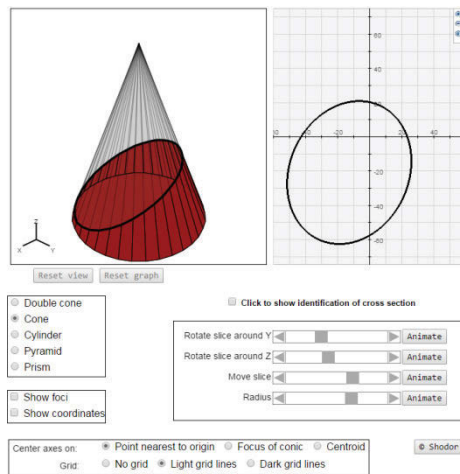 60
40
20
40
-20
20
40
-20
-40
-60
Z
X Y
Reset view Reset graph
Double cone
Cone
Cylinder
Pyramid
Prism
Show foci
Show coordinates
Click to show identification of cross section
Rotate slice around Y Animate
Rotate slice around Z Animate
Move slice Animate
Radius Animate
Center axes on: Point nearest to origin Focus of conic Centroid
Grid: No grid Light grid lines Dark grid lines
© Shodor